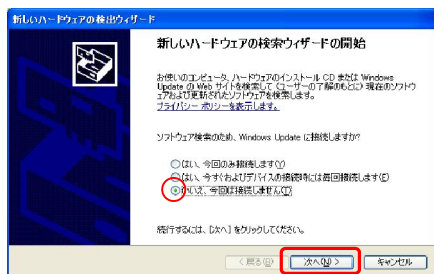 新しいハードウェアの検出ウィザード
新しいハードウェアの検索ウィザードの開始
お使いのコンピュータ、ハードウェアのインストール CD または Windows
Update の Web サイトを検索して (ユーザーの了解のもとに) 現在のソフトウ
ェアおよび更新されたソフトウェアを検索します。
プライバシー ポリシーを表示します。
ソフトウェア検索のため、Windows Update に接続しますか?
はい、今回のみ接続します(Y)
はい、今すぐおよびデバイスの接続時には毎回接続します(E)
いいえ、今回は接続しません(T)
続行するには、[次へ] をクリックしてください。
< 戻る(B)
次へ(N) >
キャンセル